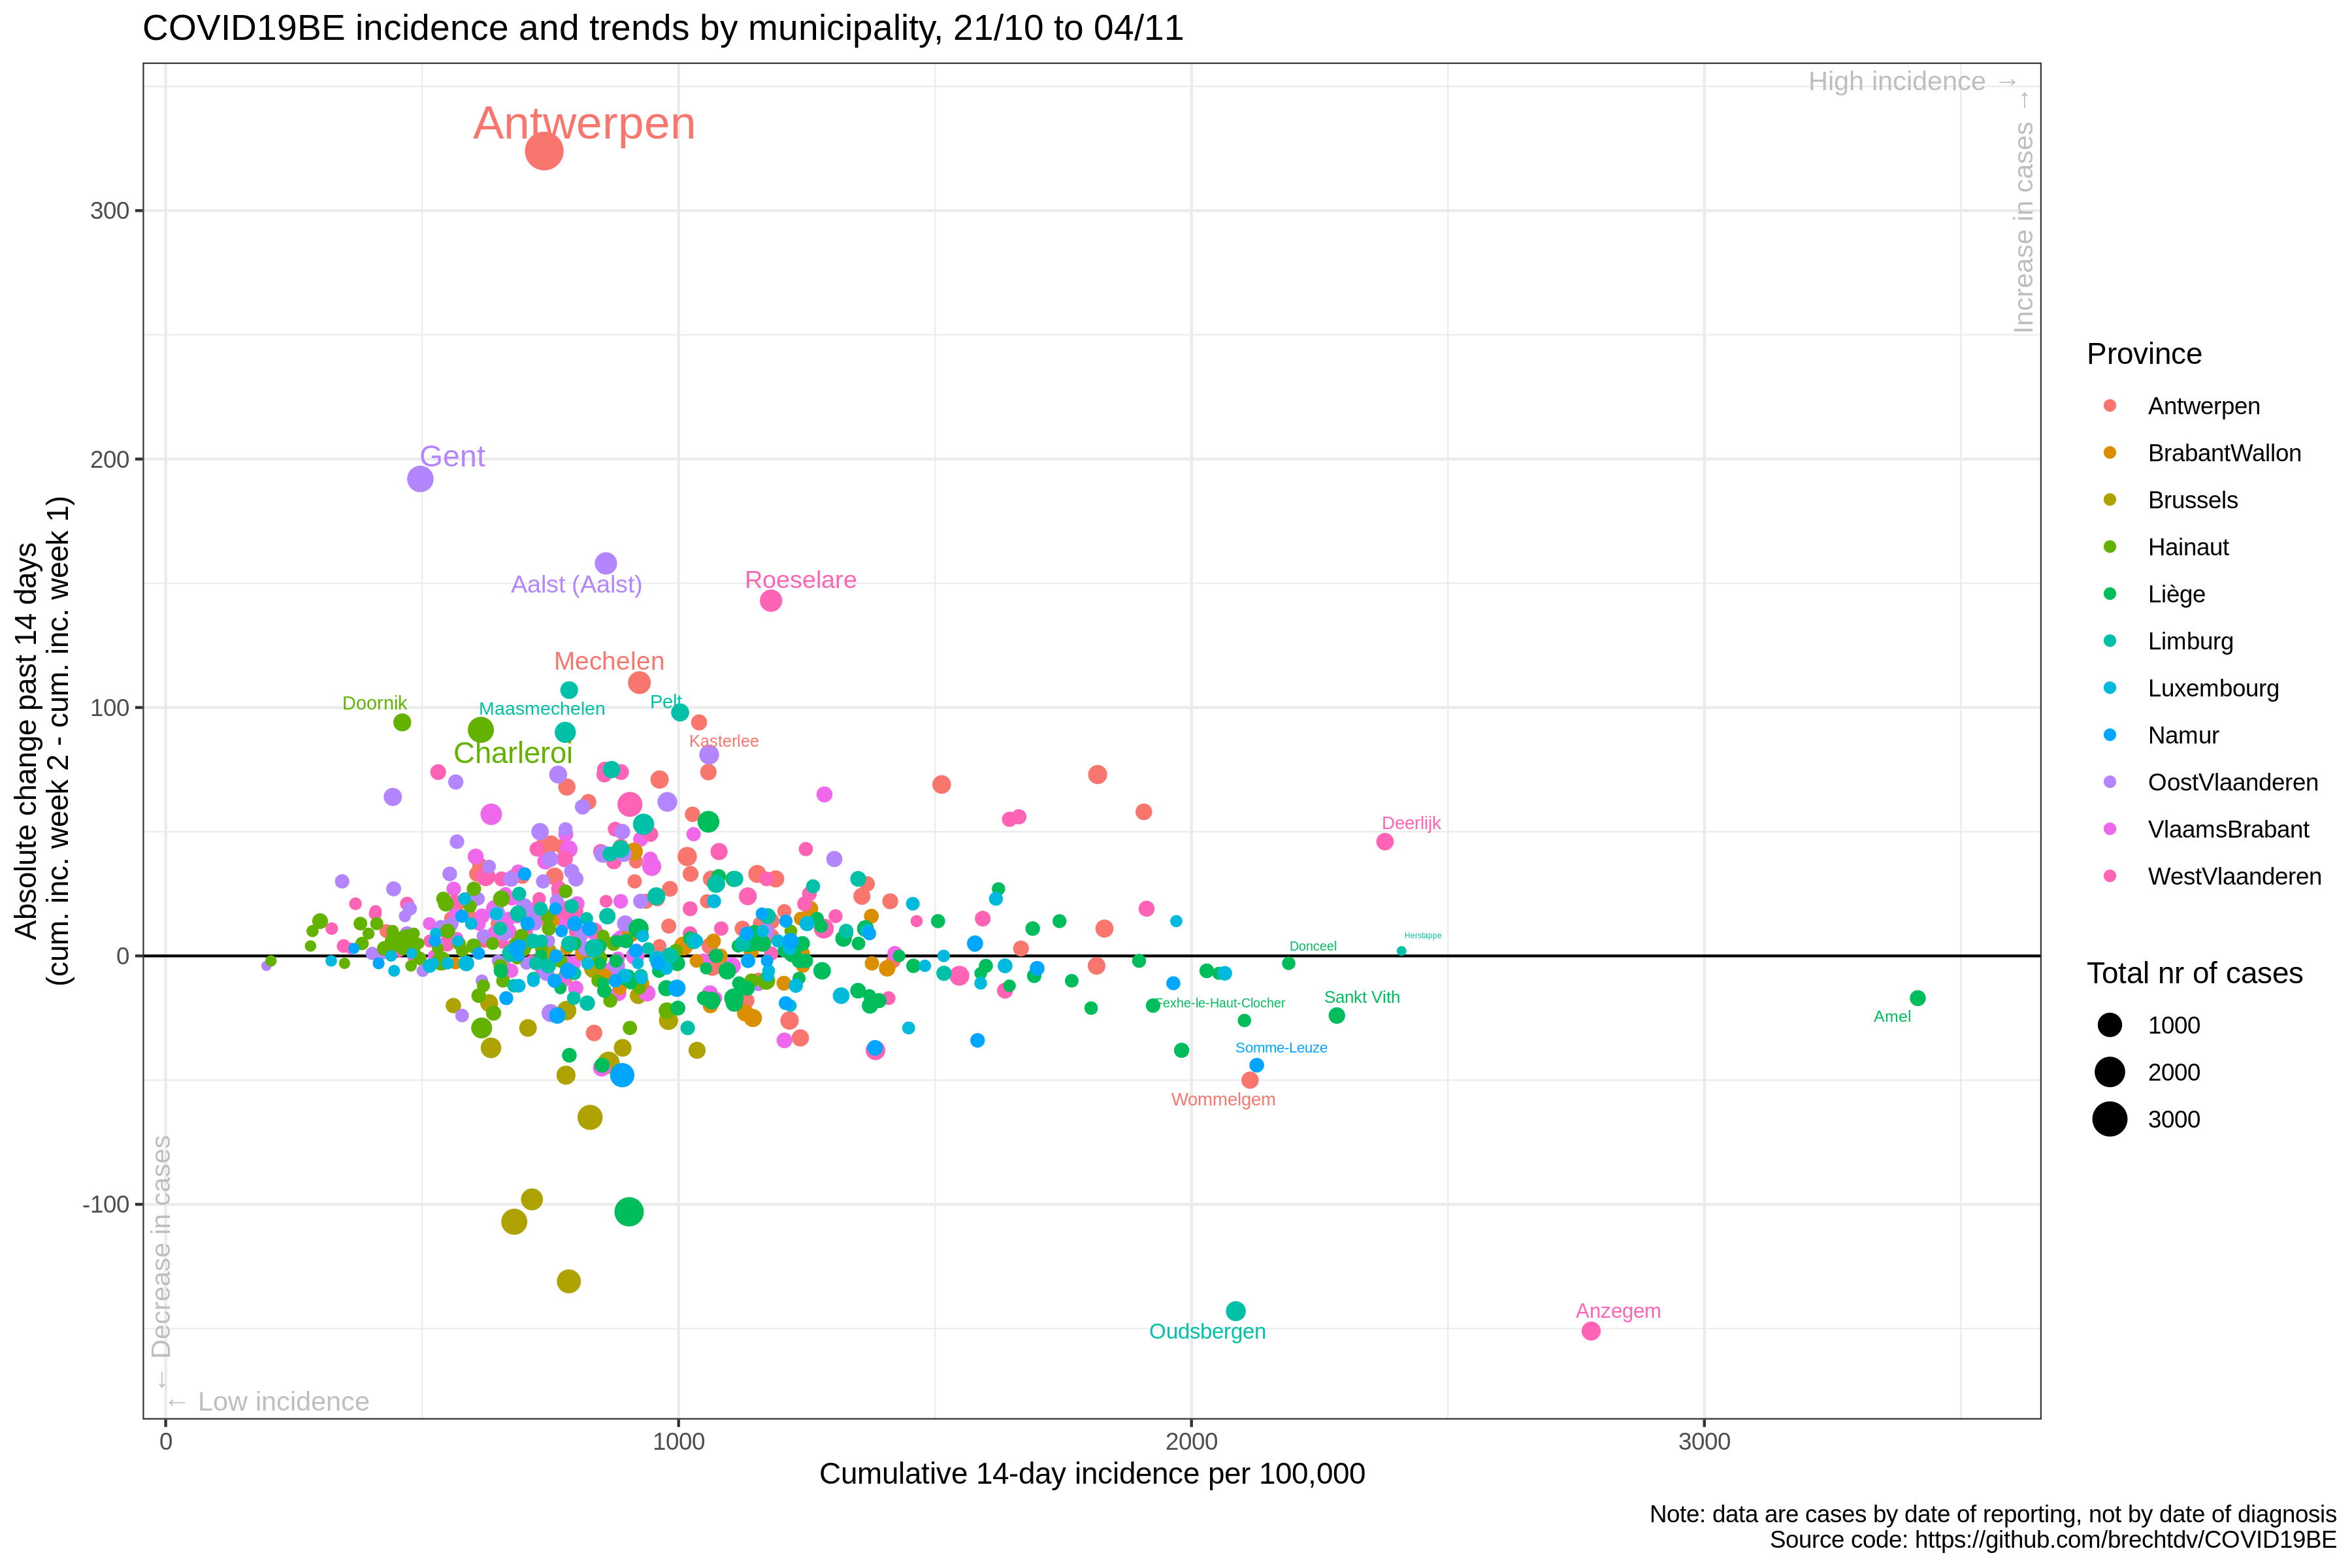 COVID19BE incidence and trends by municipality, 21/10 to 04/11
High incidence →
Increase in cases →
Antwerpen
Gent
Aalst (Aalst)
Roeselare
Mechelen
Doornik
Maasmechelen
Pelt
Charleroi
Kasterlee
Deerlijk
Herstappe
Donceel
Fexhe-le-Haut-Clocher
Sankt Vith
Amel
Somme-Leuze
Wommelgem
Oudsbergen
Anzegem
← Decrease in cases
← Low incidence
300
200
100
0
-100
0
1000
2000
3000
Absolute change past 14 days
(cum. inc. week 2 - cum. inc. week 1)
Cumulative 14-day incidence per 100,000
Province
Antwerpen
BrabantWallon
Brussels
Hainaut
Liège
Limburg
Luxembourg
Namur
OostVlaanderen
VlaamsBrabant
WestVlaanderen
Total nr of cases
1000
2000
3000
Note: data are cases by date of reporting, not by date of diagnosis
Source code: https://github.com/brechtdv/COVID19BE